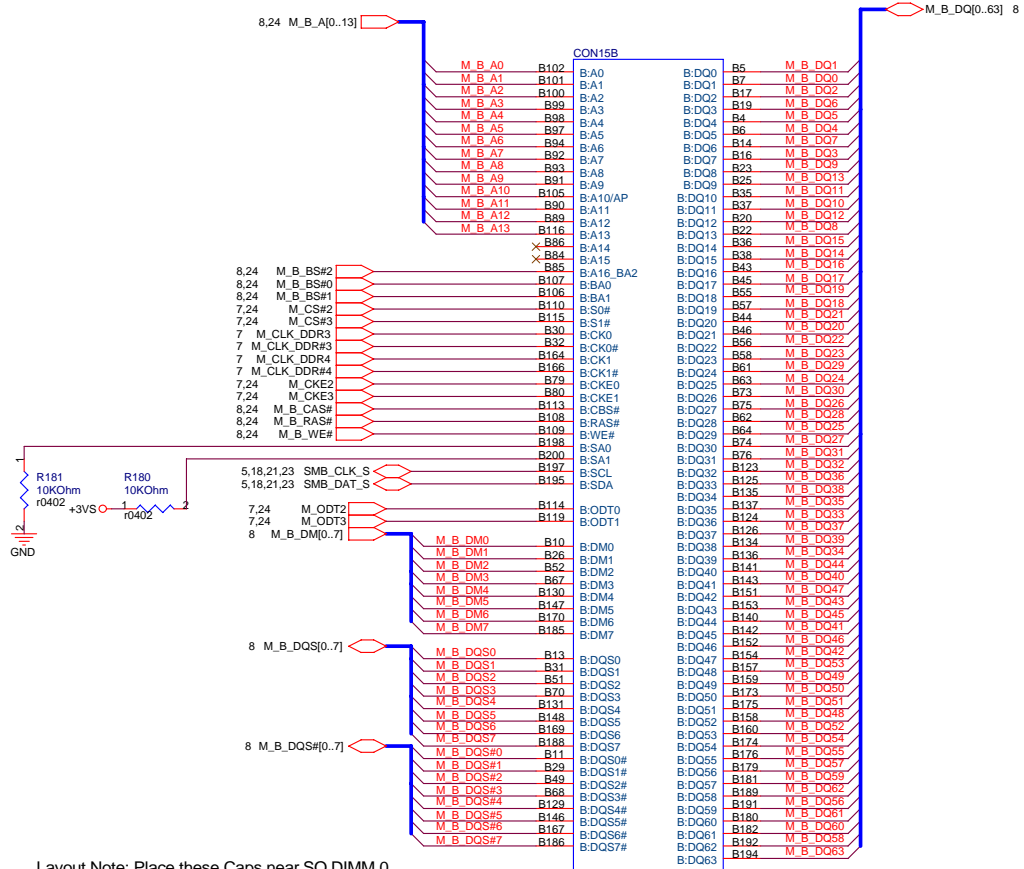 8,24 M_B_A[0..13]
M_B_DQ[0..63] 8
CON15B
M_B_A0 B102 B:A0
M_B_A1 B101 B:A1
M_B_A2 B100 B:A2
M_B_A3 B99 B:A3
M_B_A4 B98 B:A4
M_B_A5 B97 B:A5
M_B_A6 B94 B:A6
M_B_A7 B92 B:A7
M_B_A8 B93 B:A8
M_B_A9 B91 B:A9
M_B_A10 B105 B:A10/AP
M_B_A11 B90 B:A11
M_B_A12 B89 B:A12
M_B_A13 B116 B:A13
B86 B:A14
B84 B:A15
8,24 M_B_BS#2 B85 B:A16_BA2
8,24 M_B_BS#0 B107 B:BA0
8,24 M_B_BS#1 B106 B:BA1
7,24 M_CS#2 B110 B:S0#
7,24 M_CS#3 B115 B:S1#
7 M_CLK_DDR3 B30 B:CK0
7 M_CLK_DDR#3 B32 B:CK0#
7 M_CLK_DDR4 B164 B:CK1
7 M_CLK_DDR#4 B166 B:CK1#
7,24 M_CKE2 B79 B:CKE0
7,24 M_CKE3 B80 B:CKE1
8,24 M_B_CAS# B113 B:CBS#
8,24 M_B_RAS# B108 B:RAS#
8,24 M_B_WE# B109 B:WE#
B198 B:SA0
B200 B:SA1
5,18,21,23 SMB_CLK_S B197 B:SCL
5,18,21,23 SMB_DAT_S B195 B:SDA
1
R181
10KOhm
r0402
2
GND
R180
10KOhm
+3VS 1 2
r0402
7,24 M_ODT2 B114 B:ODT0
7,24 M_ODT3 B119 B:ODT1
8 M_B_DM[0..7]
M_B_DM0 B10 B:DM0
M_B_DM1 B26 B:DM1
M_B_DM2 B52 B:DM2
M_B_DM3 B67 B:DM3
M_B_DM4 B130 B:DM4
M_B_DM5 B147 B:DM5
M_B_DM6 B170 B:DM6
M_B_DM7 B185 B:DM7
8 M_B_DQS[0..7]
M_B_DQS0 B13 B:DQS0
M_B_DQS1 B31 B:DQS1
M_B_DQS2 B51 B:DQS2
M_B_DQS3 B70 B:DQS3
M_B_DQS4 B131 B:DQS4
M_B_DQS5 B148 B:DQS5
M_B_DQS6 B169 B:DQS6
M_B_DQS7 B188 B:DQS7
8 M_B_DQS#[0..7]
M_B_DQS#0 B11 B:DQS0#
M_B_DQS#1 B29 B:DQS1#
M_B_DQS#2 B49 B:DQS2#
M_B_DQS#3 B68 B:DQS3#
M_B_DQS#4 B129 B:DQS4#
M_B_DQS#5 B146 B:DQS5#
M_B_DQS#6 B167 B:DQS6#
M_B_DQS#7 B186 B:DQS7#
B:DQ0 B5 M_B_DQ1
B:DQ1 B7 M_B_DQ0
B:DQ2 B17 M_B_DQ2
B:DQ3 B19 M_B_DQ6
B:DQ4 B4 M_B_DQ5
B:DQ5 B6 M_B_DQ4
B:DQ6 B14 M_B_DQ7
B:DQ7 B16 M_B_DQ3
B:DQ8 B23 M_B_DQ9
B:DQ9 B25 M_B_DQ13
B:DQ10 B35 M_B_DQ11
B:DQ11 B37 M_B_DQ10
B:DQ12 B20 M_B_DQ12
B:DQ13 B22 M_B_DQ8
B:DQ14 B36 M_B_DQ15
B:DQ15 B38 M_B_DQ14
B:DQ16 B43 M_B_DQ16
B:DQ17 B45 M_B_DQ17
B:DQ18 B55 M_B_DQ19
B:DQ19 B57 M_B_DQ18
B:DQ20 B44 M_B_DQ21
B:DQ21 B46 M_B_DQ20
B:DQ22 B56 M_B_DQ22
B:DQ23 B58 M_B_DQ23
B:DQ24 B61 M_B_DQ29
B:DQ25 B63 M_B_DQ24
B:DQ26 B73 M_B_DQ30
B:DQ27 B75 M_B_DQ26
B:DQ28 B62 M_B_DQ28
B:DQ29 B64 M_B_DQ25
B:DQ30 B74 M_B_DQ27
B:DQ31 B76 M_B_DQ31
B:DQ32 B123 M_B_DQ32
B:DQ33 B125 M_B_DQ36
B:DQ34 B135 M_B_DQ38
B:DQ35 B137 M_B_DQ35
B:DQ36 B124 M_B_DQ33
B:DQ37 B126 M_B_DQ37
B:DQ38 B134 M_B_DQ39
B:DQ39 B136 M_B_DQ34
B:DQ40 B141 M_B_DQ44
B:DQ41 B143 M_B_DQ40
B:DQ42 B151 M_B_DQ47
B:DQ43 B153 M_B_DQ43
B:DQ44 B140 M_B_DQ45
B:DQ45 B142 M_B_DQ41
B:DQ46 B152 M_B_DQ46
B:DQ47 B154 M_B_DQ42
B:DQ48 B157 M_B_DQ53
B:DQ49 B159 M_B_DQ49
B:DQ50 B173 M_B_DQ50
B:DQ51 B175 M_B_DQ51
B:DQ52 B158 M_B_DQ48
B:DQ53 B160 M_B_DQ52
B:DQ54 B174 M_B_DQ54
B:DQ55 B176 M_B_DQ55
B:DQ56 B179 M_B_DQ57
B:DQ57 B181 M_B_DQ59
B:DQ58 B189 M_B_DQ62
B:DQ59 B191 M_B_DQ56
B:DQ60 B180 M_B_DQ61
B:DQ61 B182 M_B_DQ60
B:DQ62 B192 M_B_DQ58
B:DQ63 B194 M_B_DQ63
Layout Note: Place these Caps near SO DIMM 0